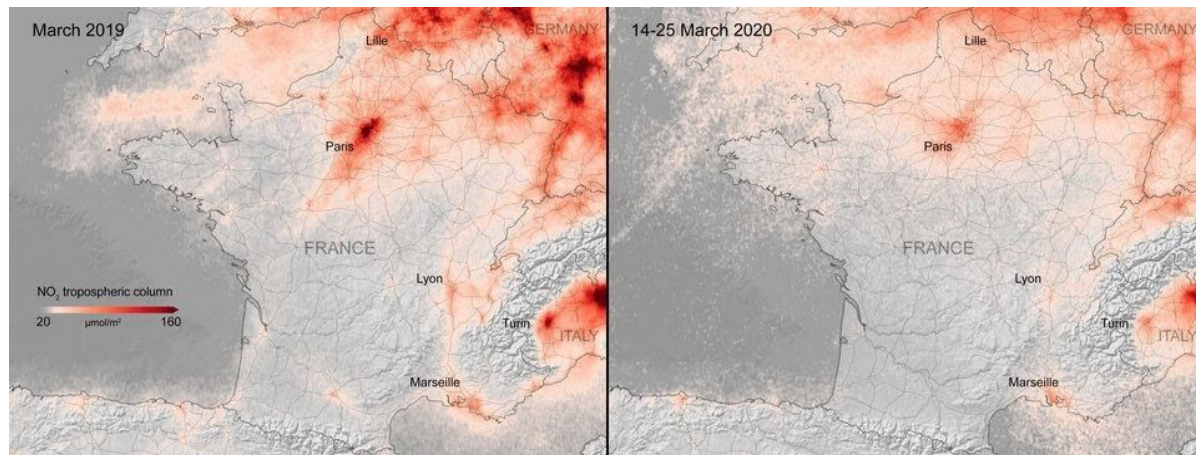 March 2019
Lille
GERMANY
Paris
FRANCE
Lyon
NO₂ tropospheric column
20 µmol/m² 160
Turin
ITALY
Marseille
14-25 March 2020
Lille
GERMANY
Paris
FRANCE
Lyon
Turin
ITALY
Marseille